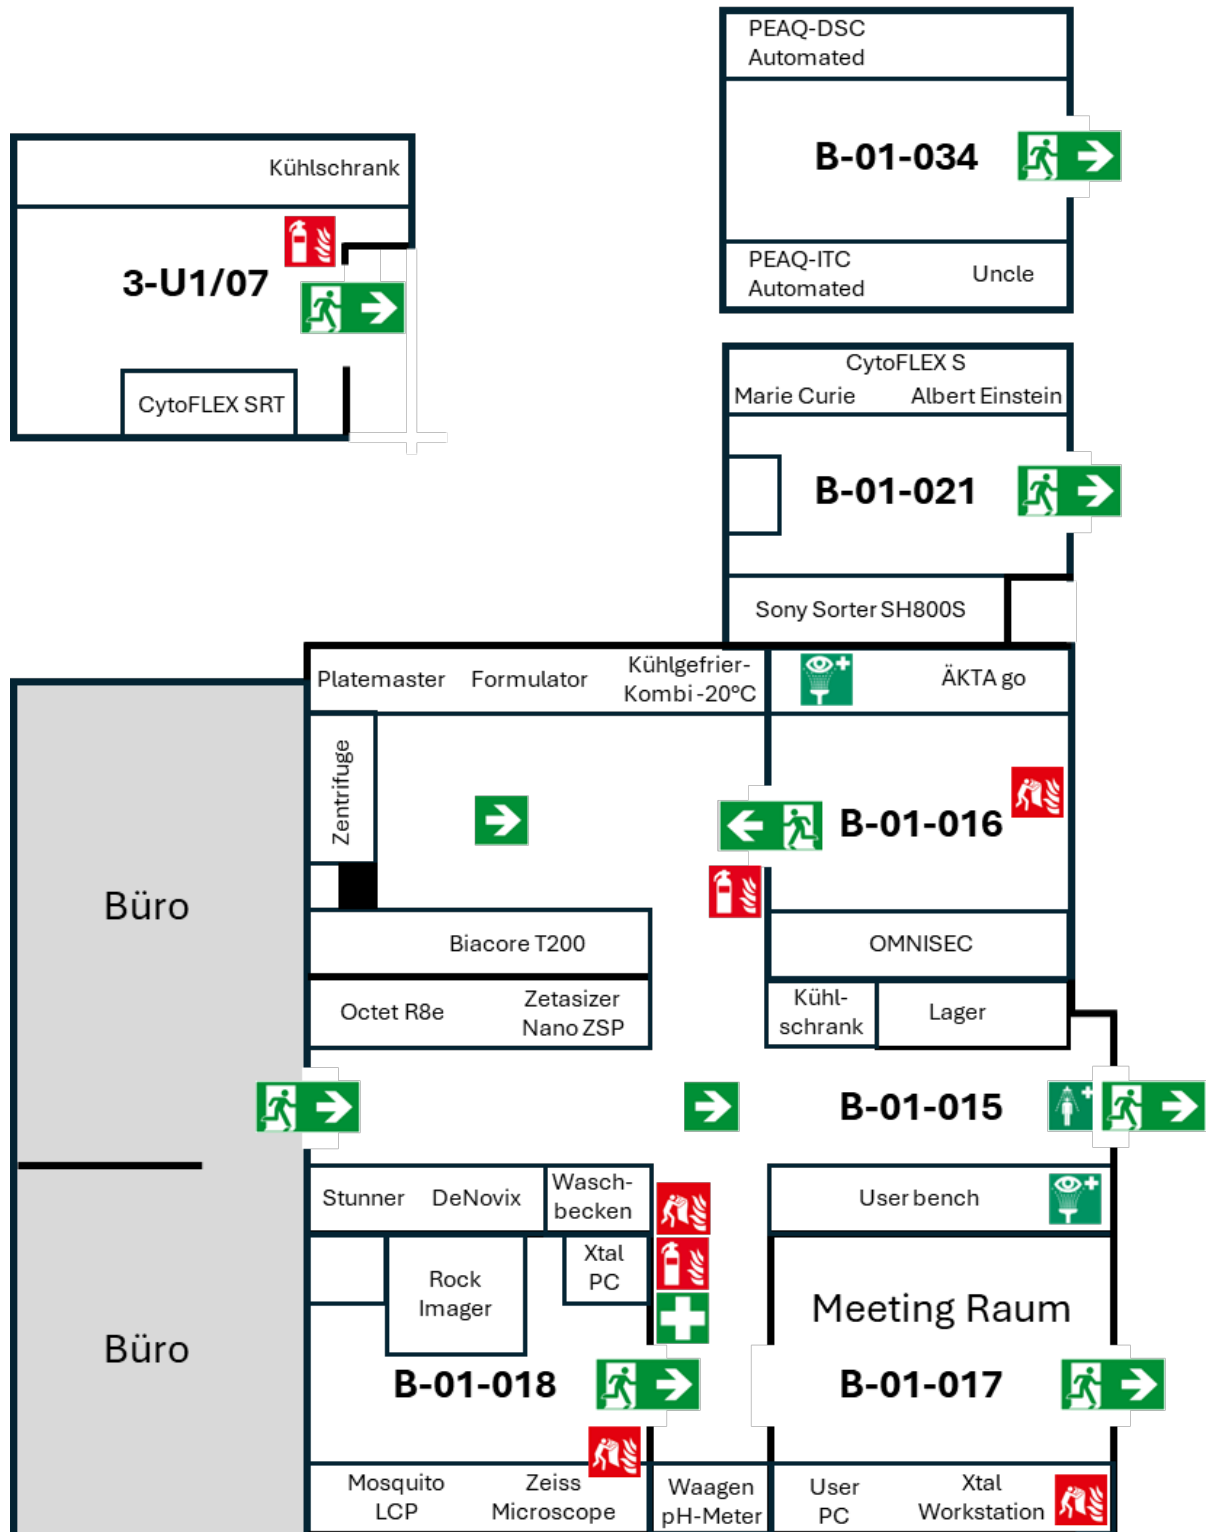 PEAQ-DSC
Automated
B-01-034
PEAQ-ITC
Automated
Uncle
Kühlschrank
3-U1/07
CytoFLEX SRT
CytoFLEX S
Marie Curie
Albert Einstein
B-01-021
Sony Sorter SH800S
Platemaster
Formulator
Kühlgefrier-
Kombi -20°C
ÄKTA go
Zentrifuge
B-01-016
Büro
Biacore T200
OMNISEC
Octet R8e
Zetasizer
Nano ZSP
Kühl-
schrank
Lager
B-01-015
Stunner
DeNovix
Wasch-
becken
User bench
Rock
Imager
Xtal
PC
Meeting Raum
Büro
B-01-018
B-01-017
Mosquito
LCP
Zeiss
Microscope
Waagen
pH-Meter
User
PC
Xtal
Workstation